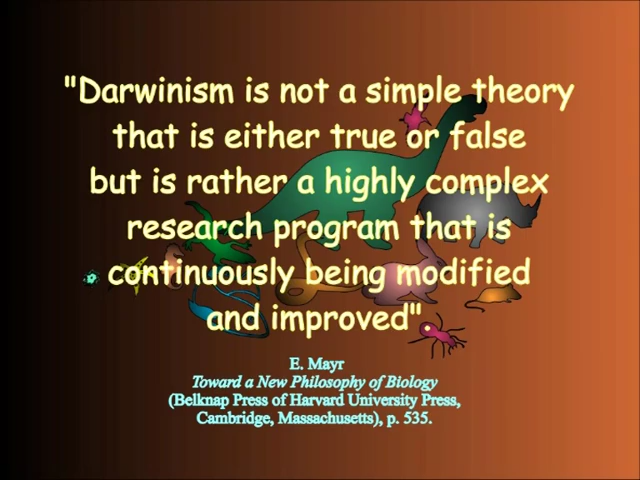 "Darwinism is not a simple theory
that is either true or false
but is rather a highly complex
research program that is
continuously being modified
and improved".
E. Mayr
Toward a New Philosophy of Biology
(Belknap Press of Harvard University Press,
Cambridge, Massachusetts), p. 535.